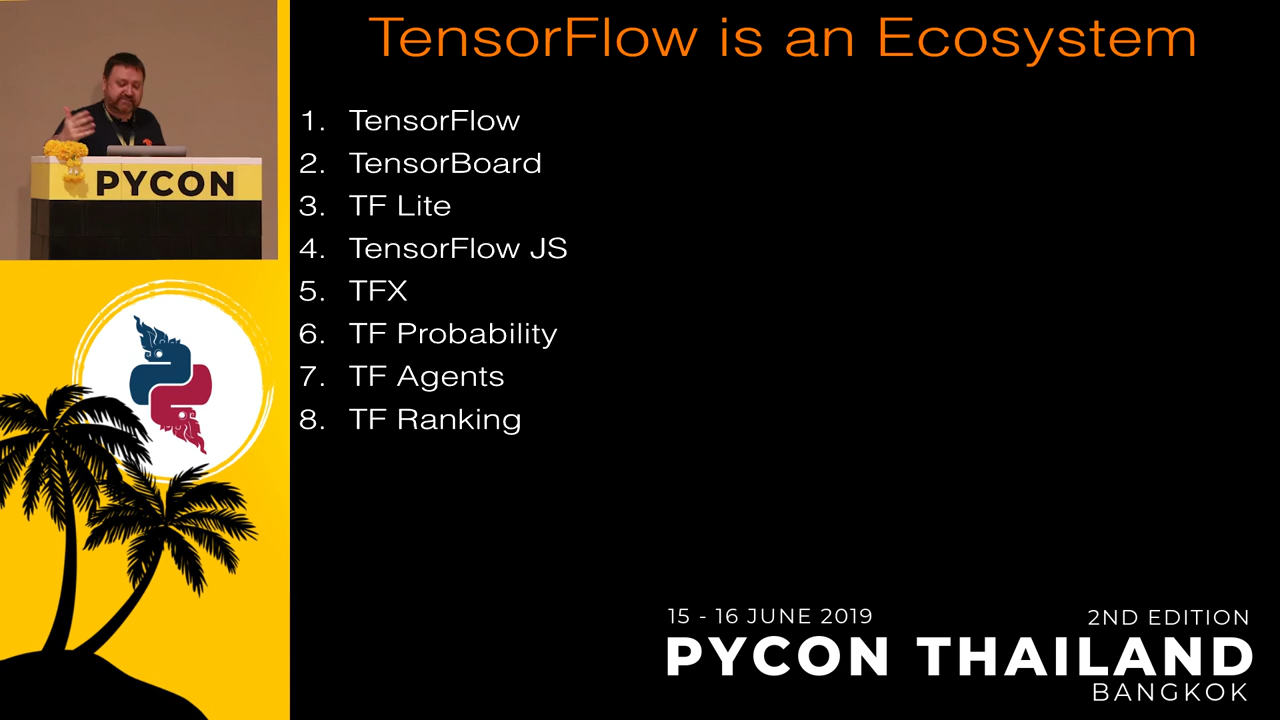 TensorFlow is an Ecosystem
1. TensorFlow
2. TensorBoard
3. TF Lite
4. TensorFlow JS
5. TFX
6. TF Probability
7. TF Agents
8. TF Ranking
PYCON
15 - 16 JUNE 2019
2ND EDITION
PYCON THAILAND
BANGKOK